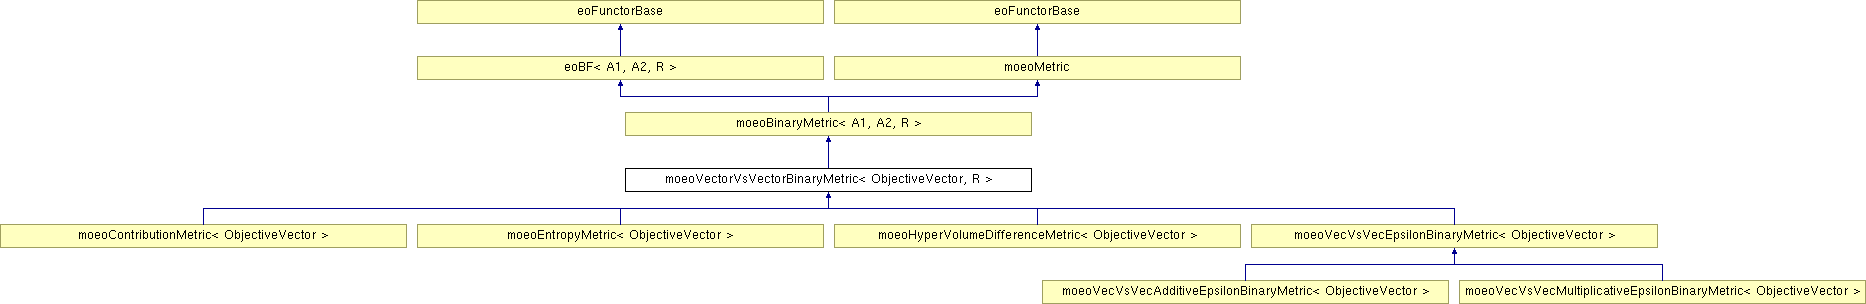 eoFunctorBase
eoFunctorBase
eoBF< A1, A2, R >
moeoMetric
moeoBinaryMetric< A1, A2, R >
moeoVectorVsVectorBinaryMetric< ObjectiveVector, R >
moeoContributionMetric< ObjectiveVector >
moeoEntropyMetric< ObjectiveVector >
moeoHyperVolumeDifferenceMetric< ObjectiveVector >
moeoVecVsVecEpsilonBinaryMetric< ObjectiveVector >
moeoVecVsVecAdditiveEpsilonBinaryMetric< ObjectiveVector >
moeoVecVsVecMultiplicativeEpsilonBinaryMetric< ObjectiveVector >